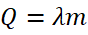 Q = λm